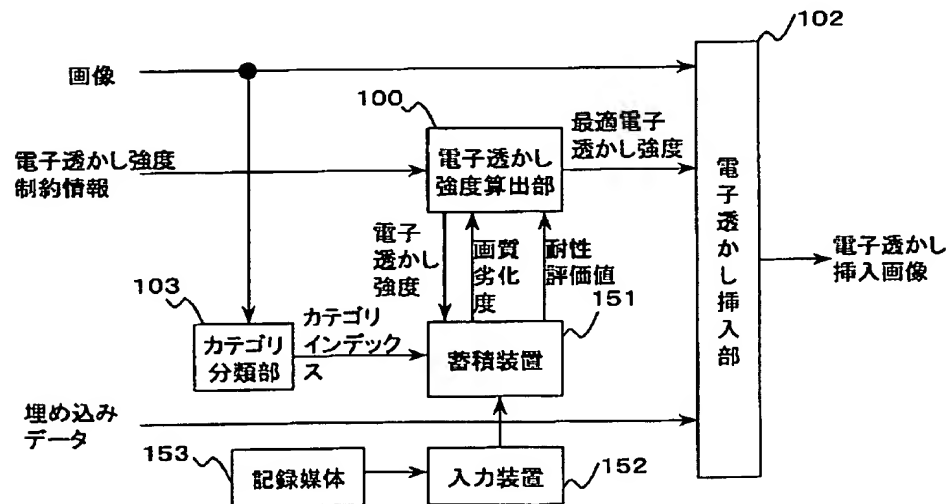 102
画像
100
最適電子
透かし強度
電子透かし強度
制約情報
電子透かし
強度算出部
電子透かし挿入部
電子
透かし
強度
画質
劣化
度
耐性
評価値
電子透かし
挿入画像
103
151
カテゴリ
インデック
ス
カテゴリ
分類部
蓄積装置
埋め込み
データ
153
記録媒体
入力装置
152